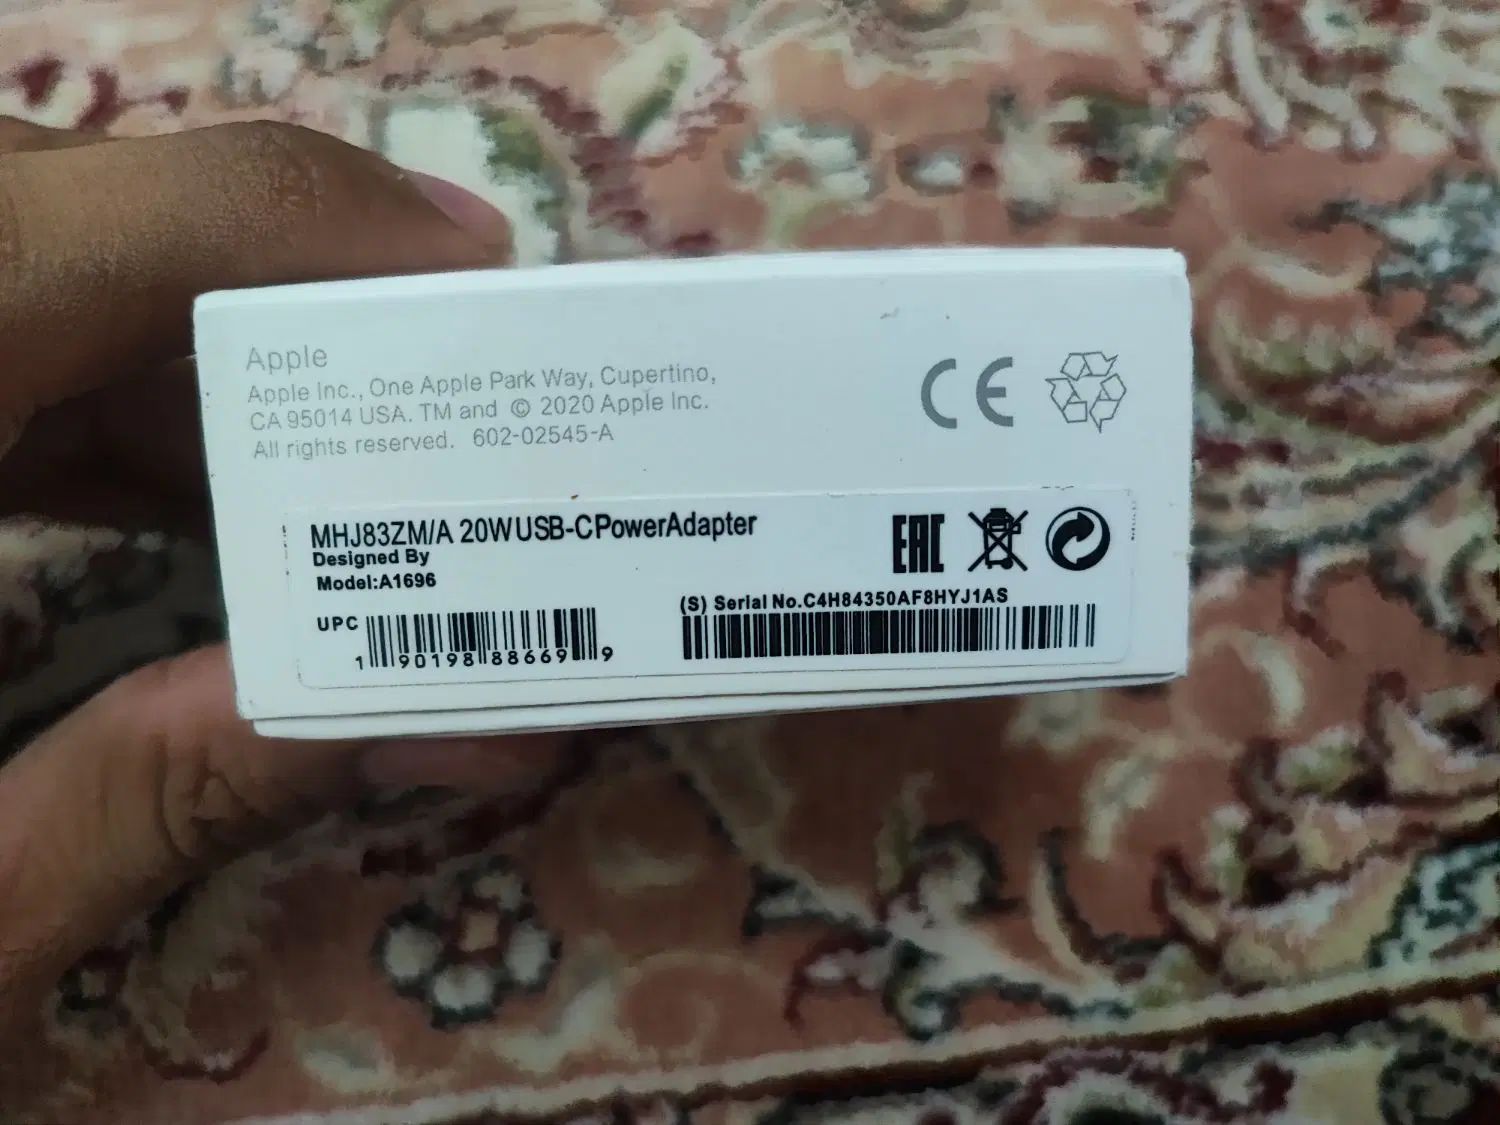 Apple
Apple Inc., One Apple Park Way, Cupertino,
CA 95014 USA. TM and © 2020 Apple Inc.
All rights reserved. 602-02545-A
CE
MHJ83ZM/A 20WUSB-CPowerAdapter
Designed By
Model:A1696
EAC
(S) Serial No.C4H84350AF8HYJ1AS
UPC
1 90198 88669 9